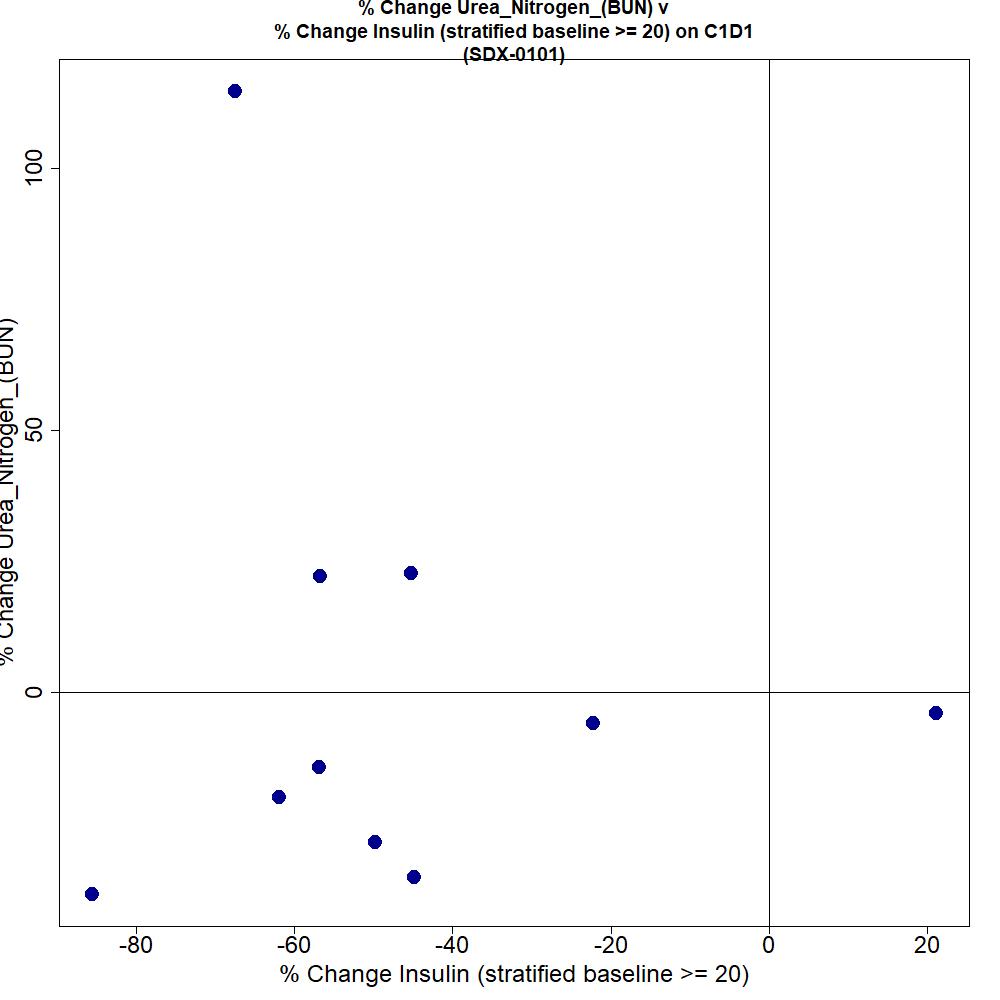 % Change Urea_Nitrogen_(BUN) v
% Change Insulin (stratified baseline >= 20) on C1D1
(SDX-0101)
% Change Urea_Nitrogen_(BUN)
100
50
0
-80 -60 -40 -20 0 20
% Change Insulin (stratified baseline >= 20)